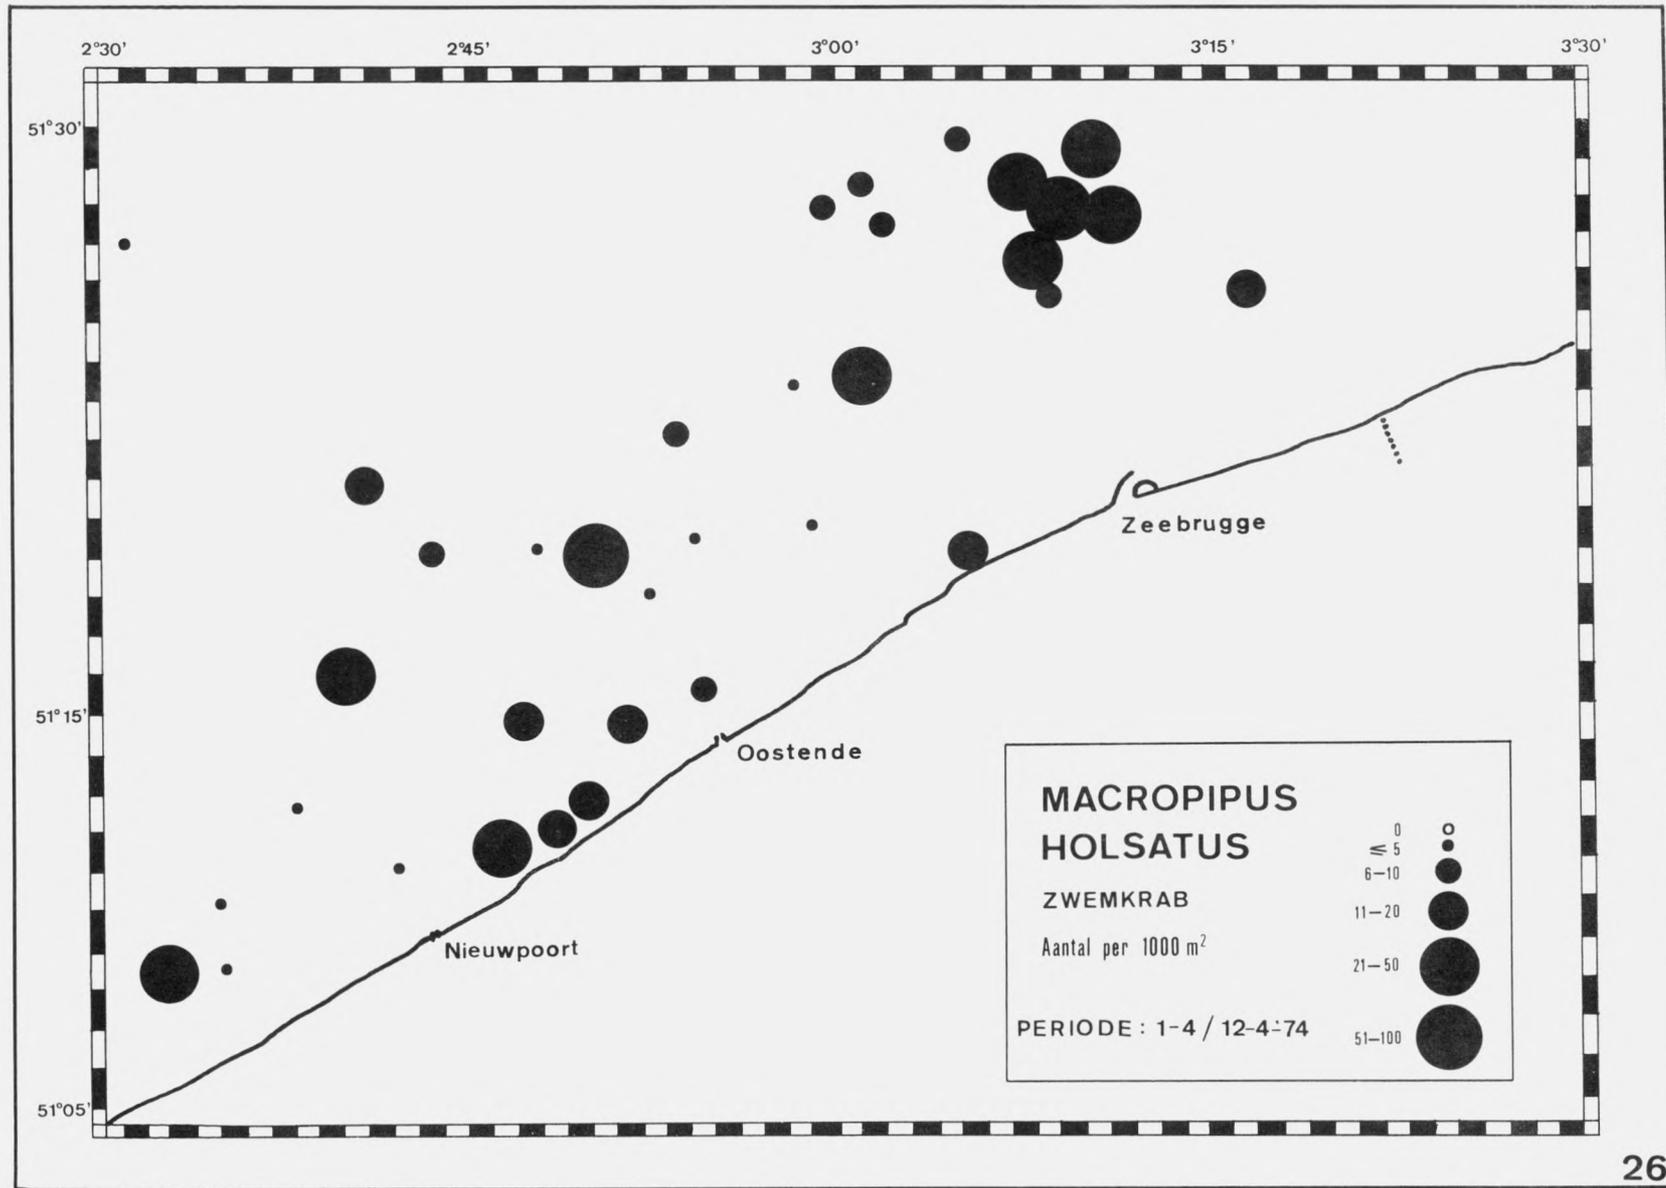 2°30' 2°45' 3°00' 3°15' 3°30'
51°30'
51°15'
51°05'
Zeebrugge
Oostende
Nieuwpoort
MACROPIPUS
HOLSATUS
ZWEMKRAB
Aantal per 1000 m²
PERIODE: 1-4 / 12-4-'74
0
≤ 5
6–10
11–20
21–50
51–100
26